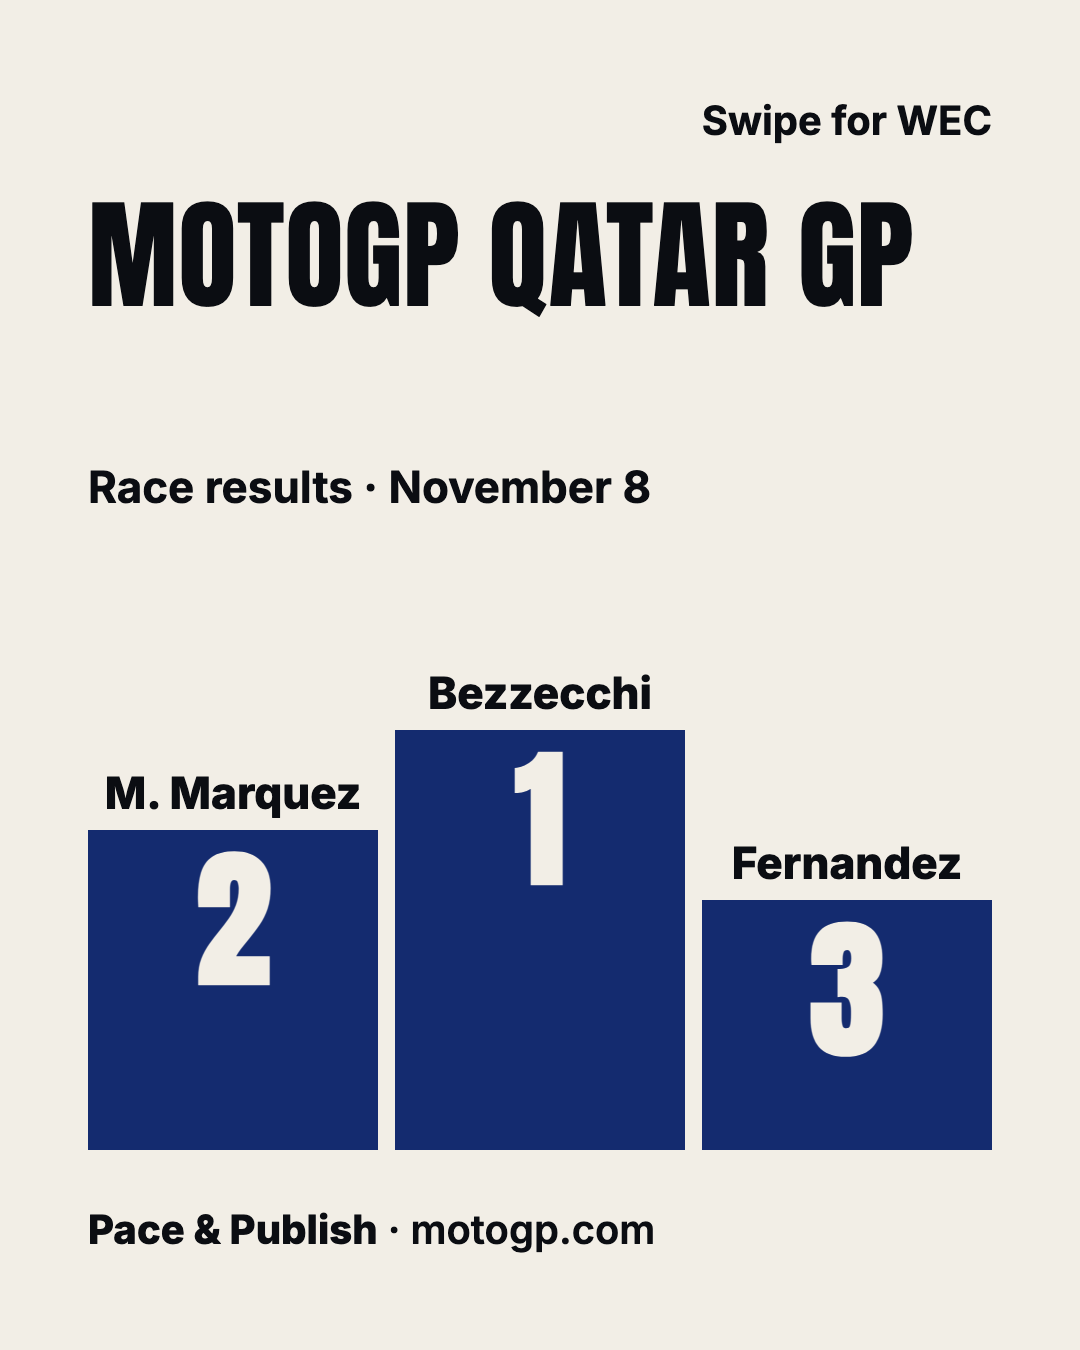 Swipe for WEC
MOTOGP QATAR GP
Race results · November 8
Bezzecchi
1
M. Marquez
2
Fernandez
3
Pace & Publish · motogp.com